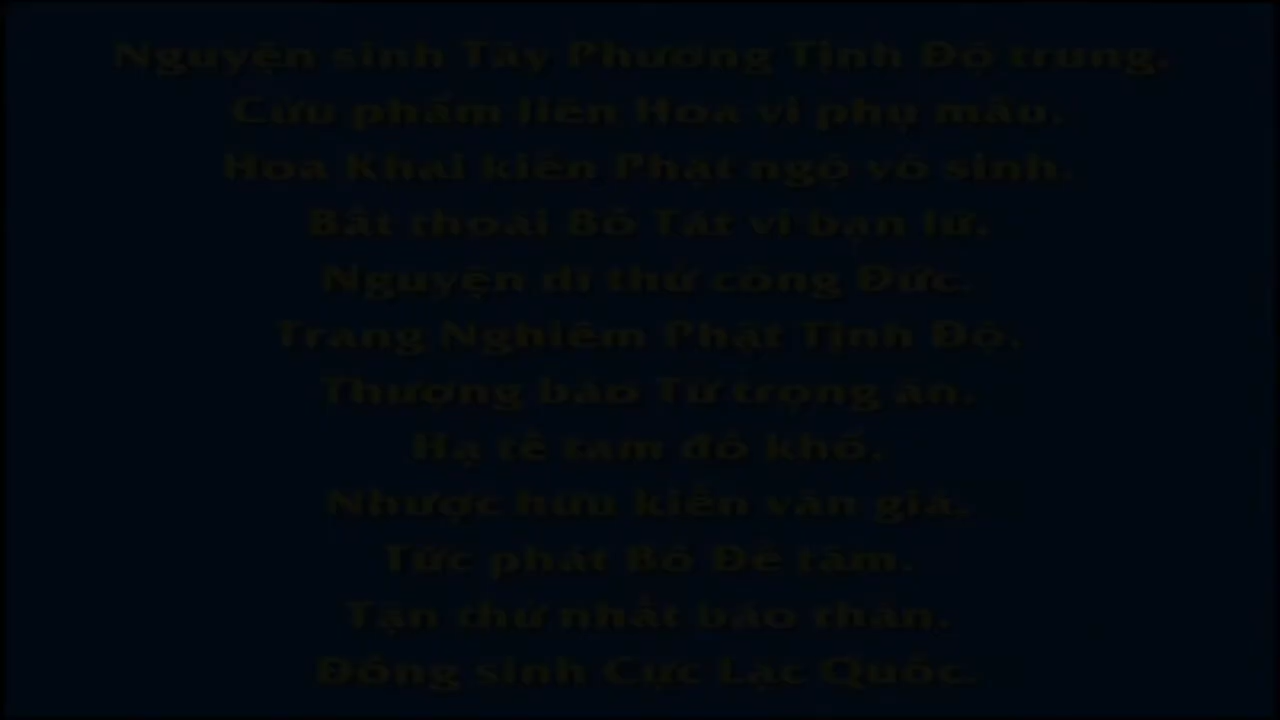 Nguyện sinh Tây Phương Tịnh Độ trung.
Cửu phẩm liên Hoa vi phụ mẫu.
Hoa Khai kiến Phật ngộ vô sinh.
Bất thoái Bồ Tát vi bạn lữ.
Nguyện dĩ thử công Đức.
Trang Nghiêm Phật Tịnh Độ.
Thượng báo Tứ trọng ân.
Hạ tế tam đồ khổ.
Nhược hữu kiến văn giả.
Tức phát Bồ Đề tâm.
Tận thử nhất báo thân.
Đồng sinh Cực Lạc Quốc.